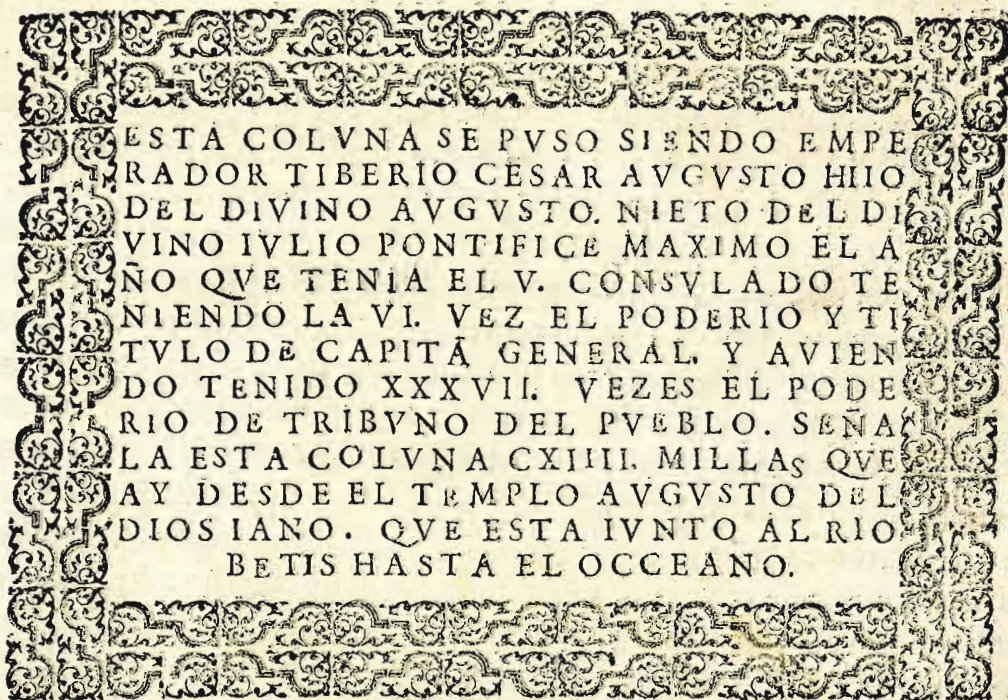 ESTA COLVNA SE PVSO SIENDO EMPE
RADOR TIBERIO CESAR AVGVSTO HIIO
DEL DIVINO AVGVSTO. NIETO DEL DI
VINO IVLIO PONTIFICE MAXIMO EL A
ÑO QVE TENIA EL V. CONSVLADO TE
NIENDO LA VI. VEZ EL PODERIO Y TI
TVLO DE CAPITÃ GENERAL. Y AVIEN
DO TENIDO XXXVII. VEZES EL PODE
RIO DE TRIBVNO DEL PVEBLO. SEÑA
LA ESTA COLVNA CXIIII. MILLAS QVE
AY DESDE EL TEMPLO AVGVSTO DEL
DIOS IANO. QVE ESTA IVNTO AL RIO
BETIS HASTA EL OCCEANO.